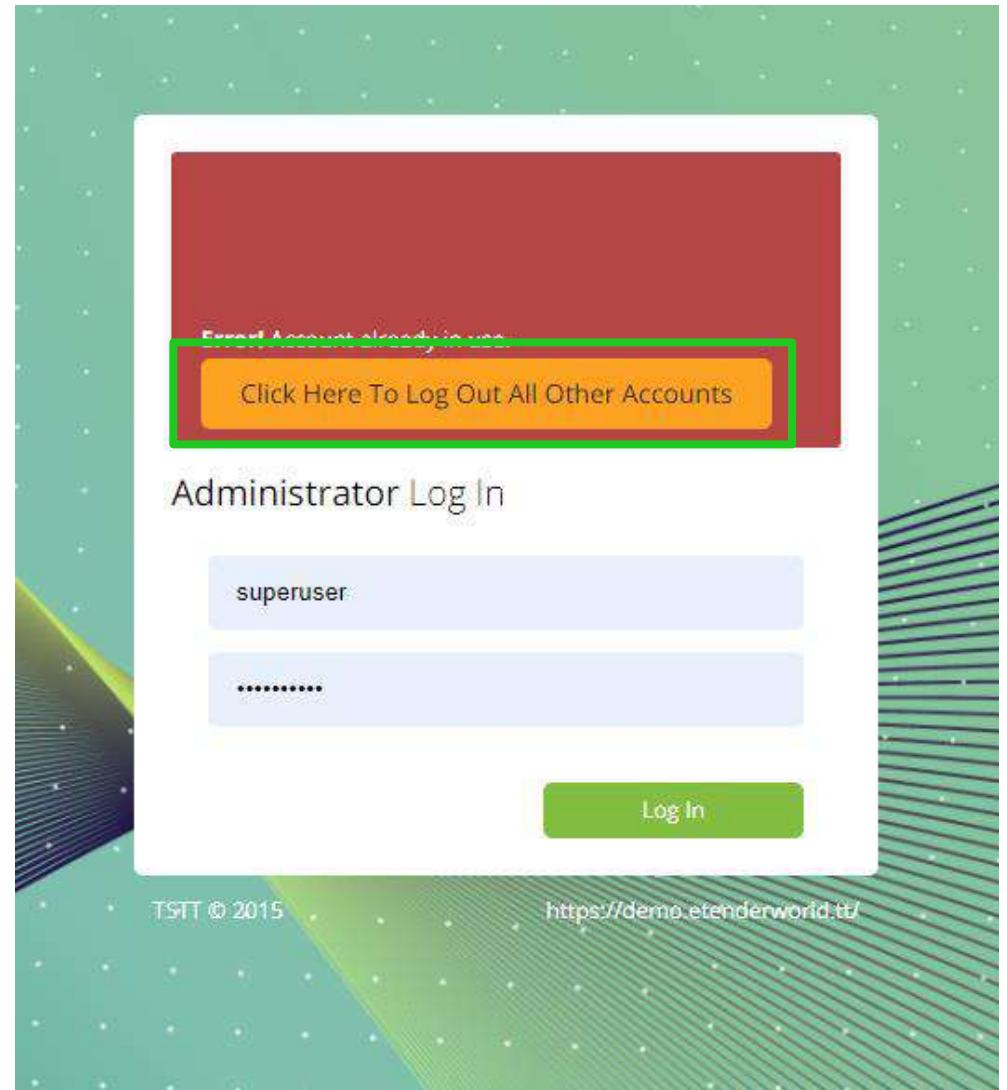 Error! Account already in use.
Click Here To Log Out All Other Accounts
Administrator Log In
superuser
••••••••••
Log In
TSTT © 2015
https://demo.etenderworld.tt/